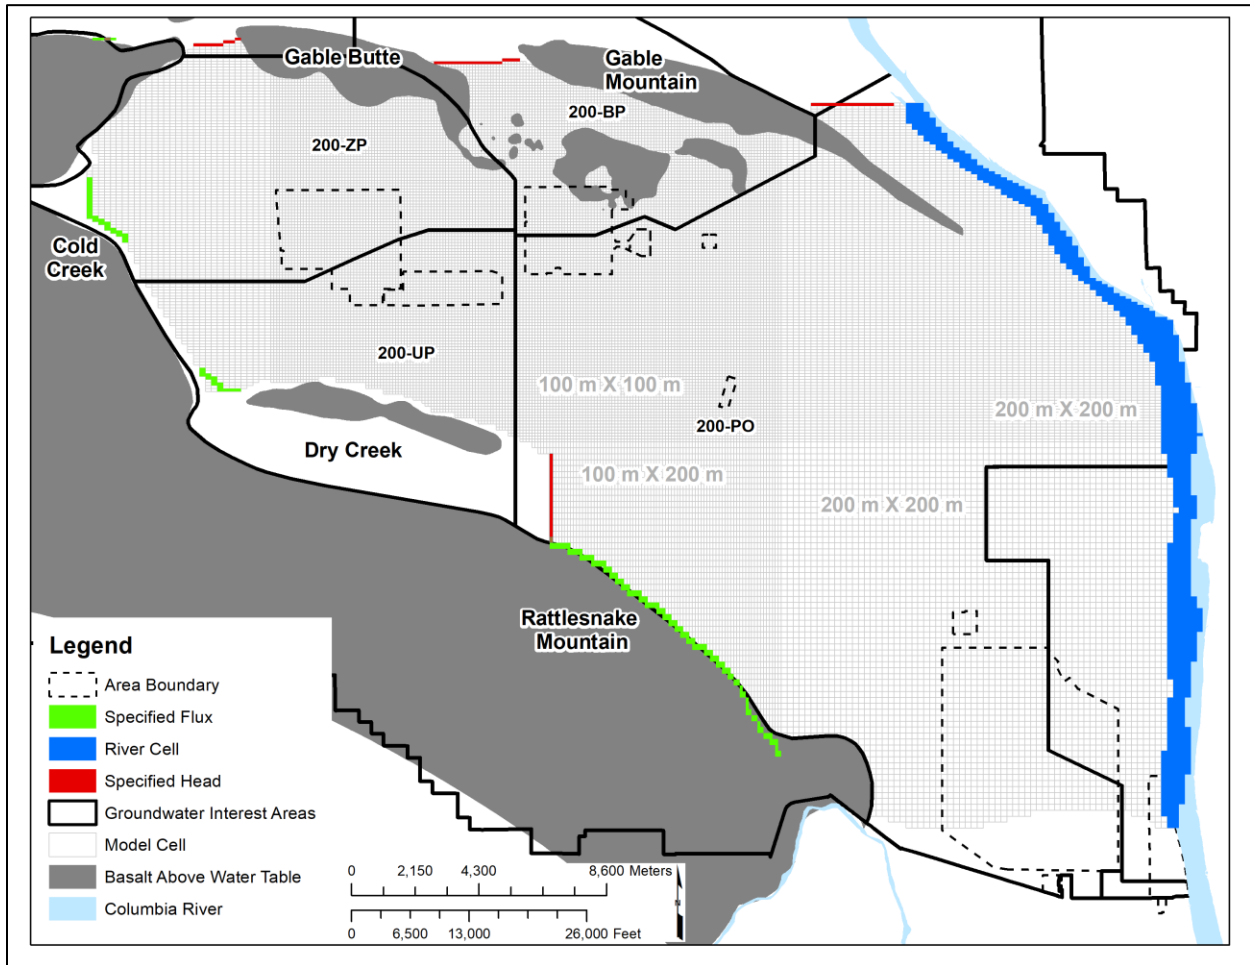 Gable Butte
Gable
Mountain
200-BP
200-ZP
Cold
Creek
200-UP
100 m X 100 m
200 m X 200 m
200-PO
Dry Creek
100 m X 200 m
200 m X 200 m
Rattlesnake
Mountain
Legend
Area Boundary
Specified Flux
River Cell
Specified Head
Groundwater Interest Areas
Model Cell
Basalt Above Water Table
Columbia River
0 2,150 4,300 8,600 Meters
0 6,500 13,000 26,000 Feet